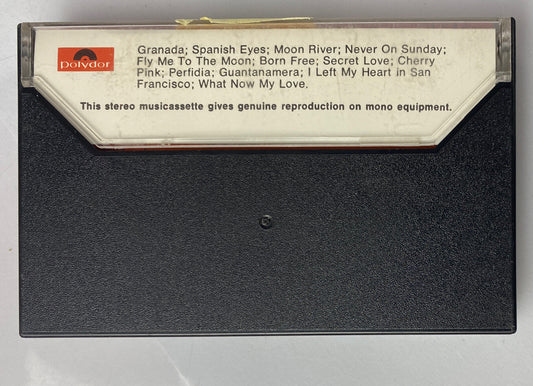 polydor
Granada; Spanish Eyes; Moon River; Never On Sunday;
Fly Me To The Moon; Born Free; Secret Love; Cherry
Pink; Perfidia; Guantanamera; I Left My Heart in San
Francisco; What Now My Love.
This stereo musicassette gives genuine reproduction on mono equipment.